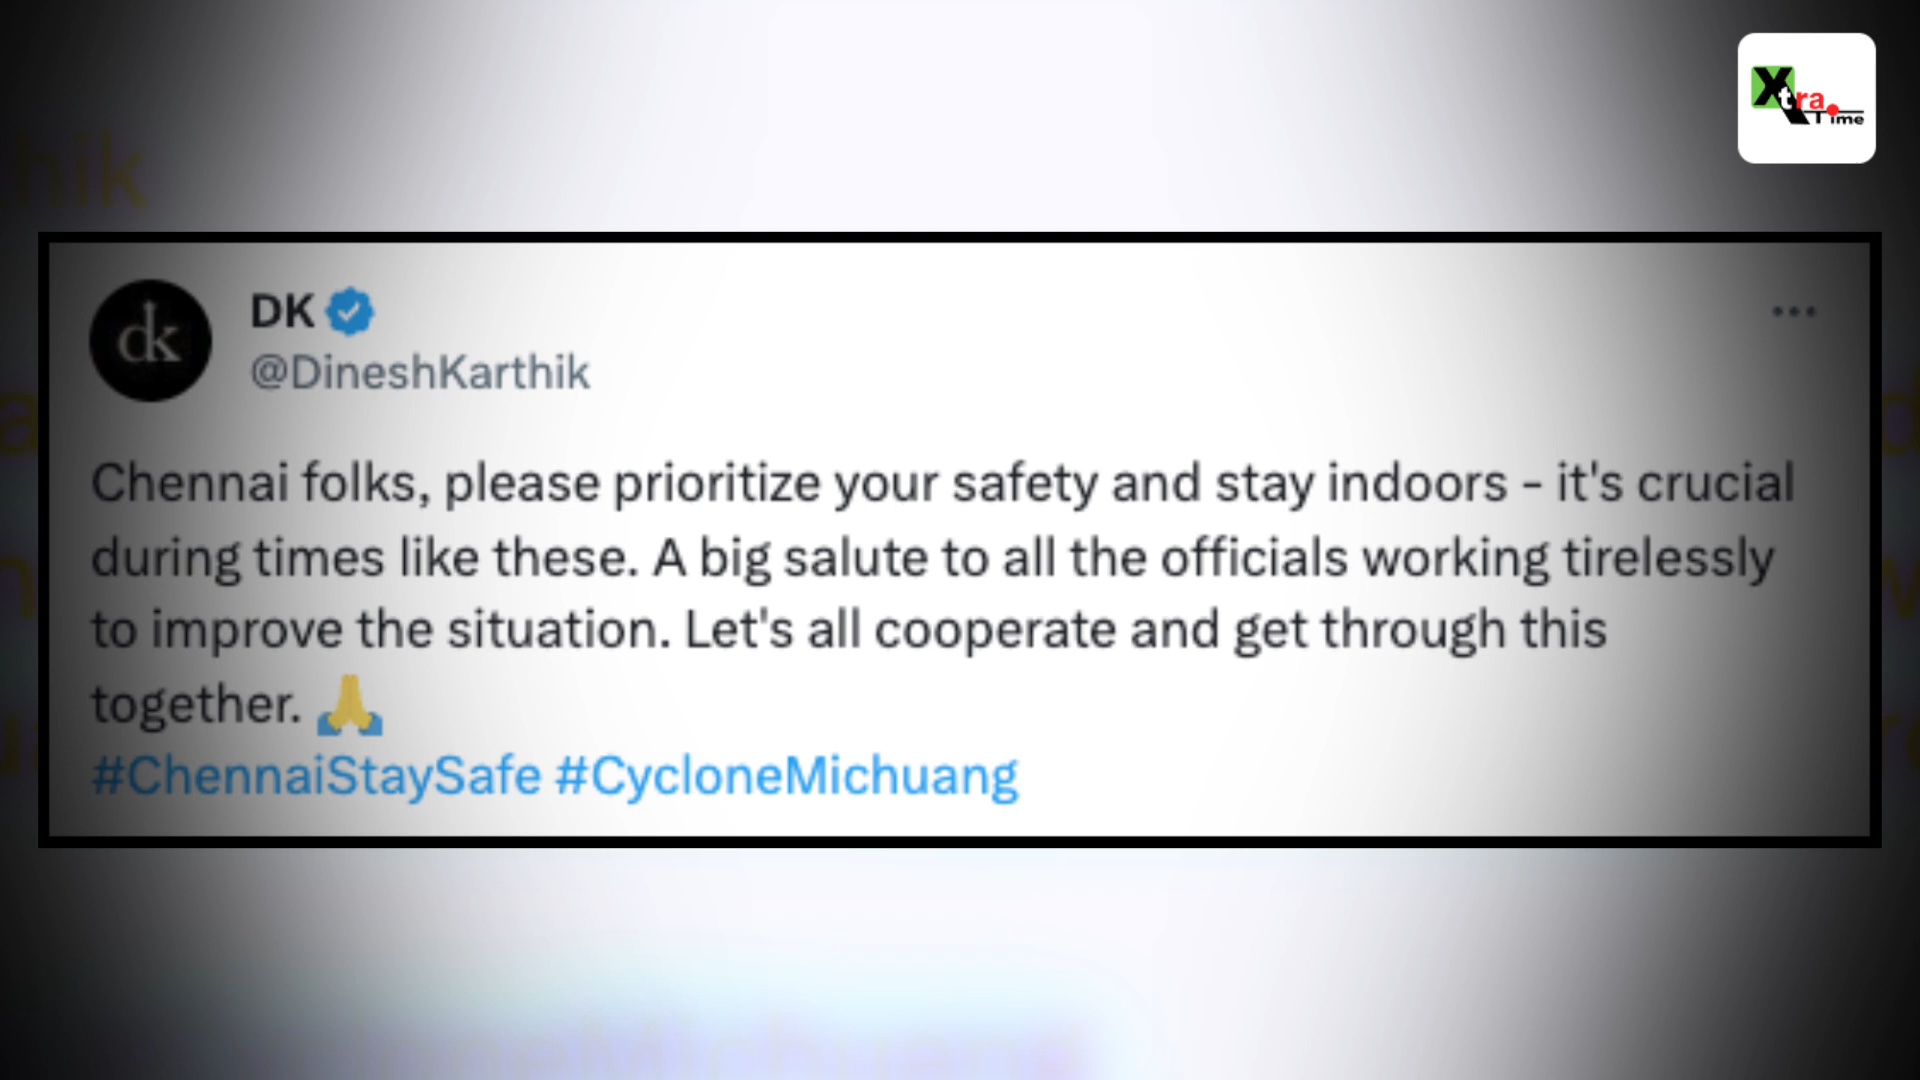 Xtra
Time
dk
DK
@DineshKarthik
Chennai folks, please prioritize your safety and stay indoors - it's crucial
during times like these. A big salute to all the officials working tirelessly
to improve the situation. Let's all cooperate and get through this
together. 🙏
#ChennaiStaySafe #CycloneMichuang